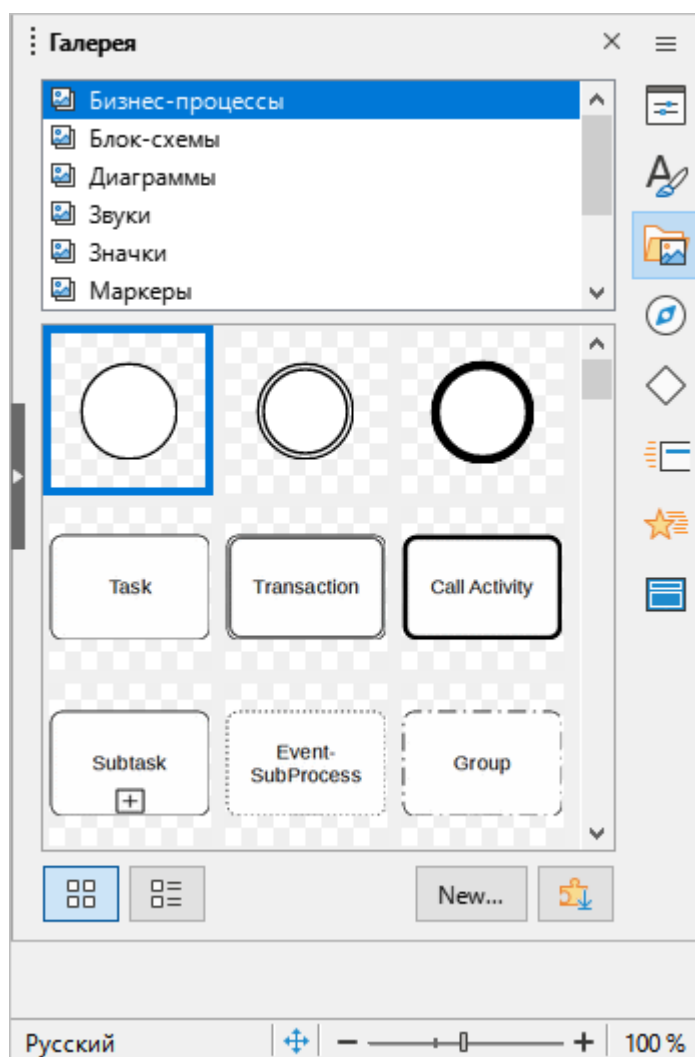 Галерея
Бизнес-процессы
Блок-схемы
Диаграммы
Звуки
Значки
Маркеры
Task
Transaction
Call Activity
Subtask
Event-
SubProcess
Group
New...
Русский
100 %